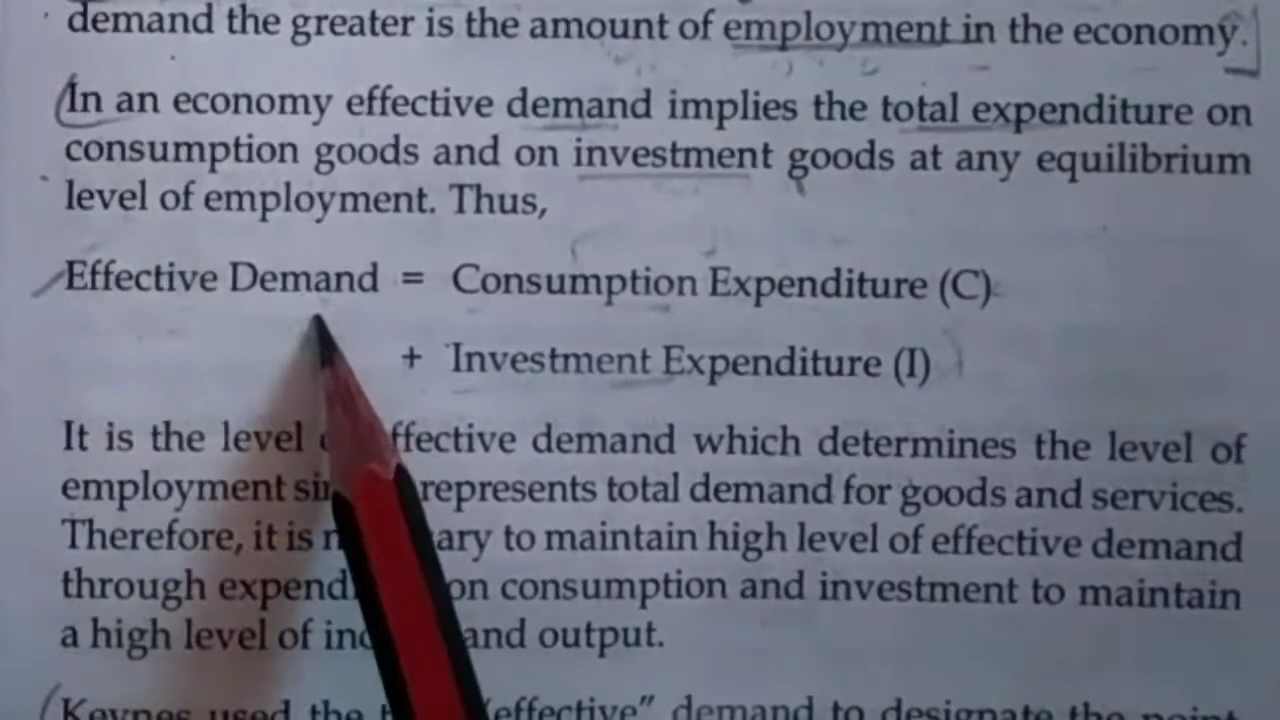 demand the greater is the amount of employment in the economy.
In an economy effective demand implies the total expenditure on
consumption goods and on investment goods at any equilibrium
level of employment. Thus,
Effective Demand = Consumption Expenditure (C)
+ Investment Expenditure (I)
It is the level ffective demand which determines the level of
employment represents total demand for goods and services.
Therefore, it is to maintain high level of effective demand
through on consumption and investment to maintain
a high level of and output.
Keynes used the "effective" demand to designate the point